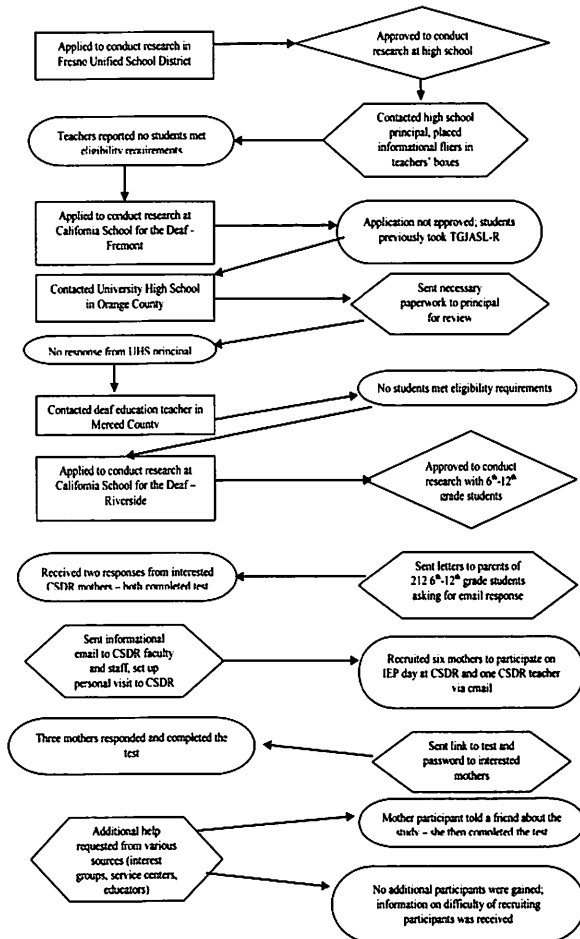 Applied to conduct research in
Fresno Unified School District
Approved to conduct
research at high school
Contacted high school
principal, placed
informational fliers in
teachers' boxes
Teachers reported no students met
eligibility requirements
Applied to conduct research at
California School for the Deaf -
Fremont
Application not approved; students
previously took TGJASL-R
Contacted University High School
in Orange County
Sent necessary
paperwork to principal
for review
No response from UHS principal
Contacted deaf education teacher in
Merced County
No students met eligibility requirements
Applied to conduct research at
California School for the Deaf –
Riverside
Approved to conduct
research with 6th-12th
grade students
Received two responses from interested
CSDR mothers – both completed test
Sent letters to parents of
212 6th-12th grade students
asking for email response
Sent informational
email to CSDR faculty
and staff, set up
personal visit to CSDR
Recruited six mothers to participate on
IEP day at CSDR and one CSDR teacher
via email
Three mothers responded and completed the
test
Sent link to test and
password to interested
mothers
Additional help
requested from various
sources (interest
groups, service centers,
educators)
Mother participant told a friend about the
study – she then completed the test
No additional participants were gained;
information on difficulty of recruiting
participants was received